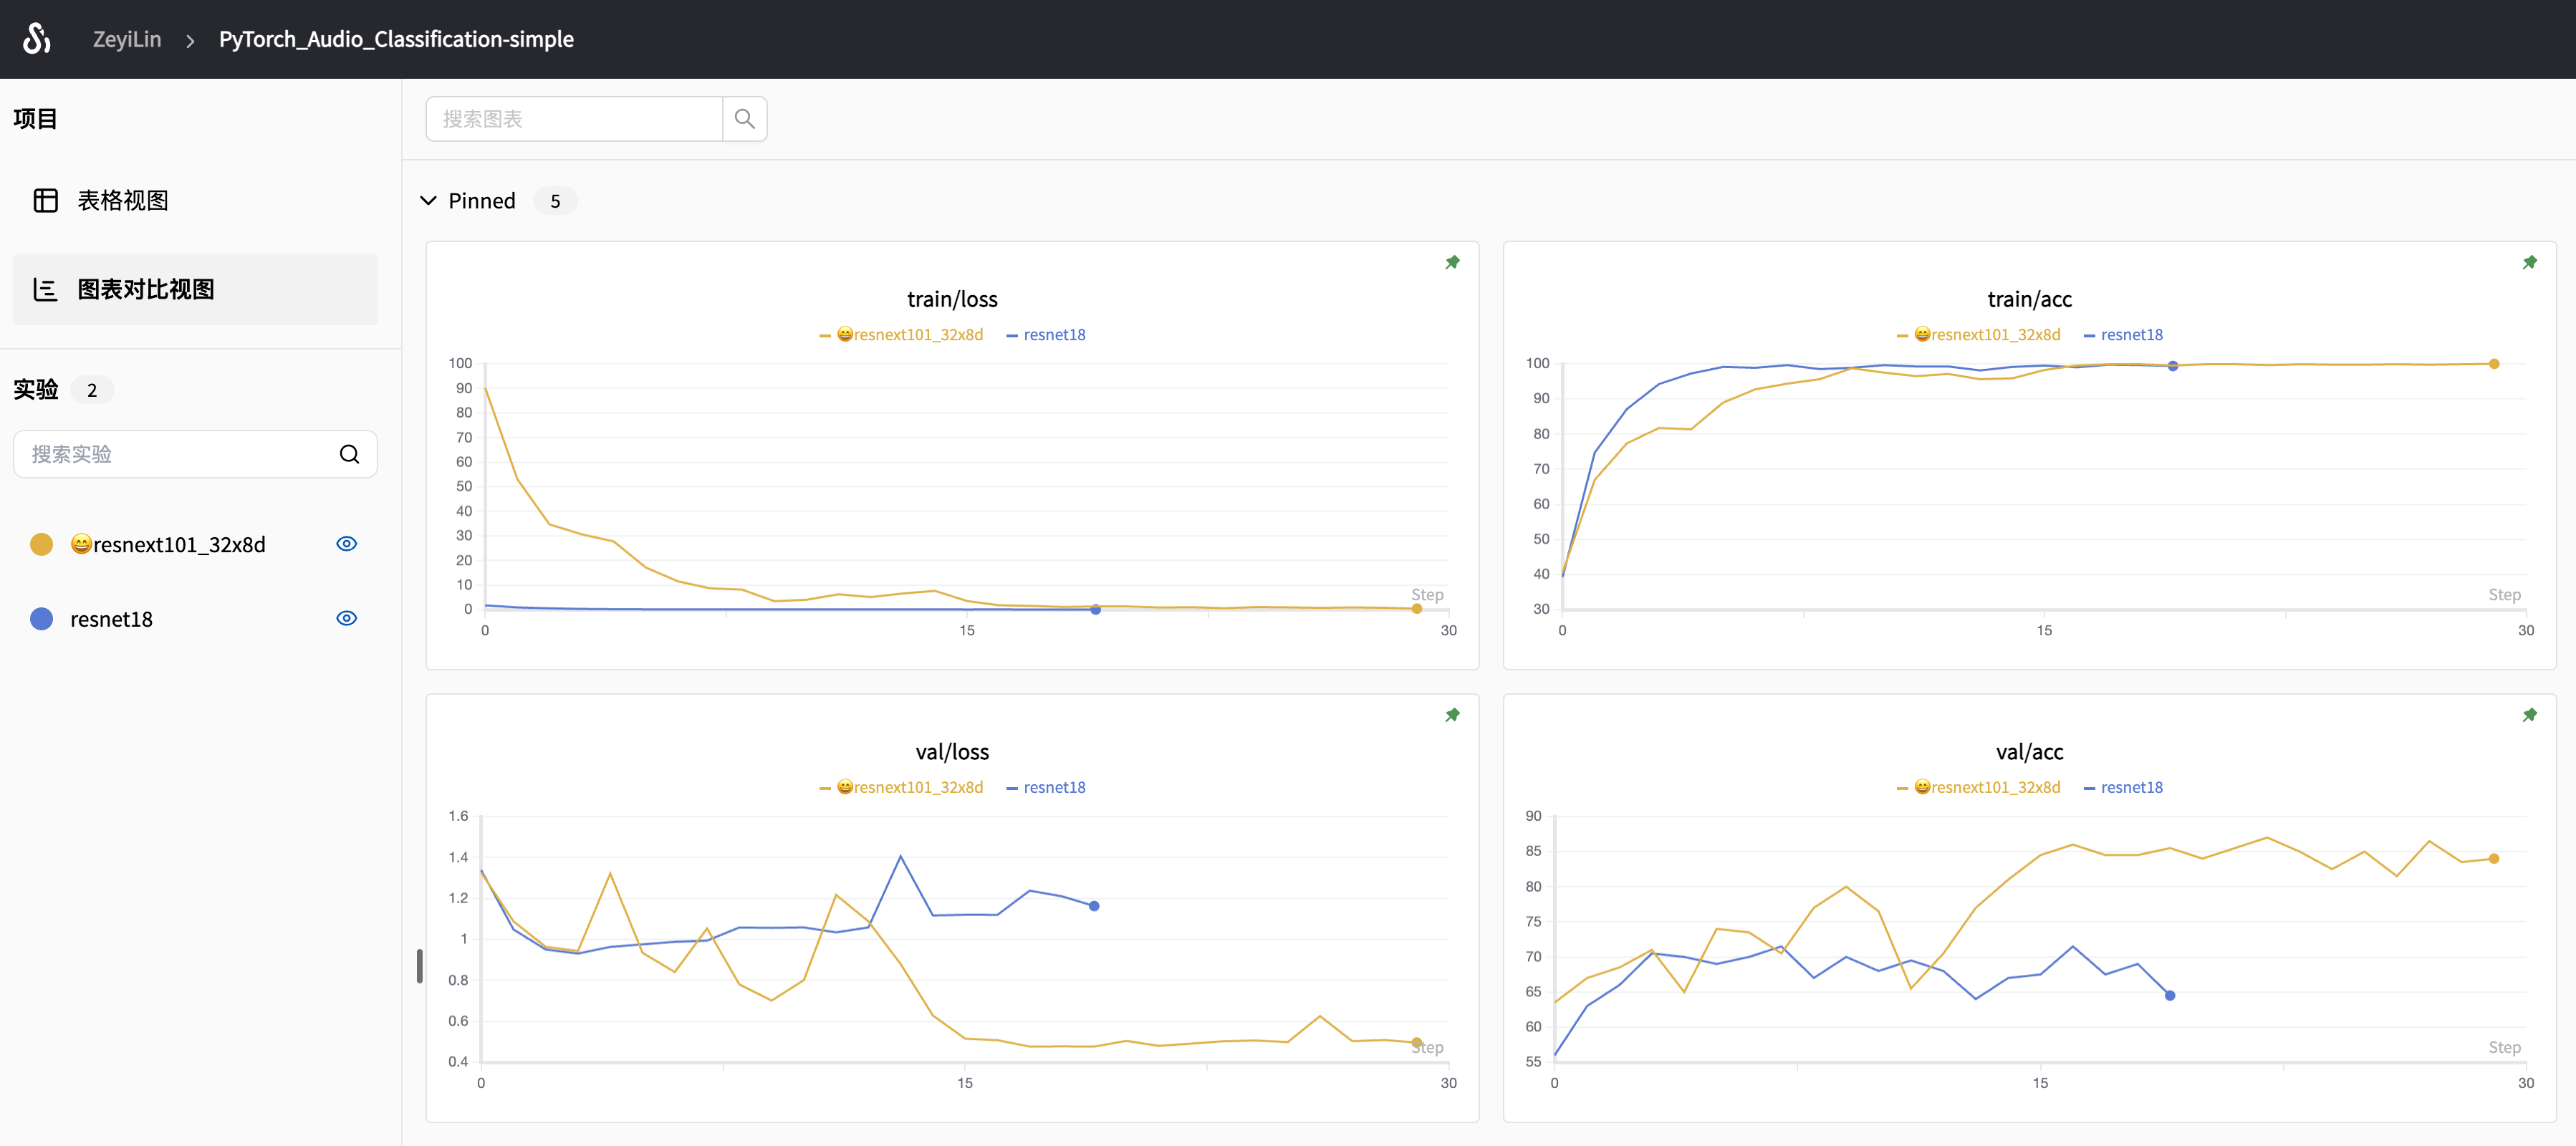 ZeyiLin > PyTorch_Audio_Classification-simple
项目
表格视图
图表对比视图
实验 2
搜索实验
😄resnext101_32x8d
resnet18
搜索图表
Pinned 5
train/loss
😄resnext101_32x8d resnet18
100
90
80
70
60
50
40
30
20
10
0
Step
0 15 30
train/acc
😄resnext101_32x8d resnet18
100
90
80
70
60
50
40
30
Step
0 15 30
val/loss
😄resnext101_32x8d resnet18
1.6
1.4
1.2
1
0.8
0.6
0.4
Step
0 15 30
val/acc
😄resnext101_32x8d resnet18
90
85
80
75
70
65
60
55
Step
0 15 30